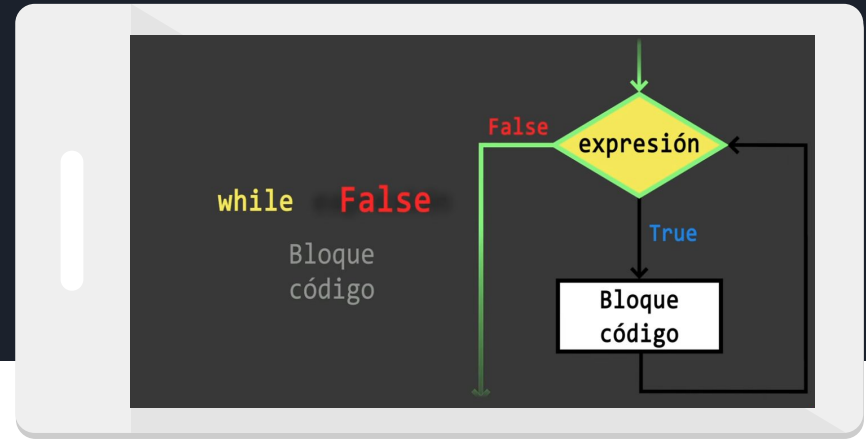 while False
Bloque
código
False
expresión
True
Bloque
código